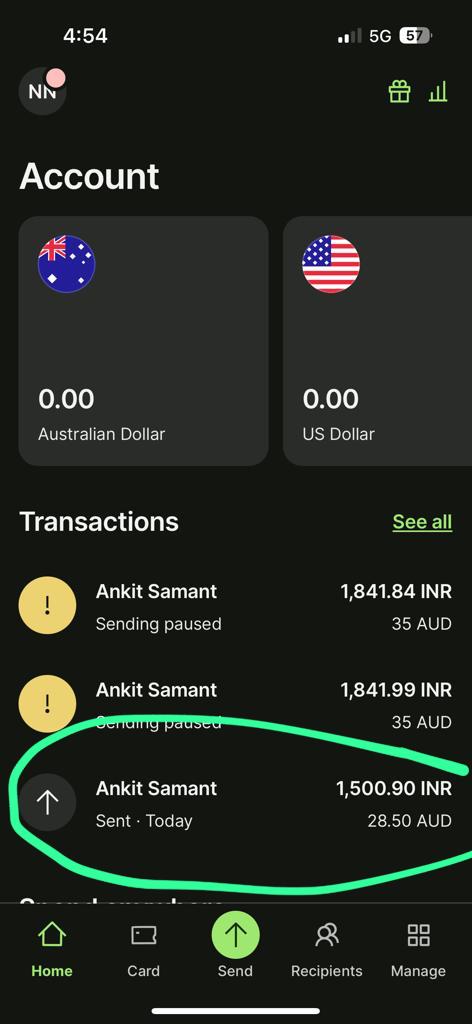 4:54
5G
57
NN
Account
0.00
Australian Dollar
0.00
US Dollar
Transactions
See all
!
Ankit Samant
1,841.84 INR
Sending paused
35 AUD
!
Ankit Samant
1,841.99 INR
Sending paused
35 AUD
Ankit Samant
1,500.90 INR
Sent · Today
28.50 AUD
Home
Card
Send
Recipients
Manage